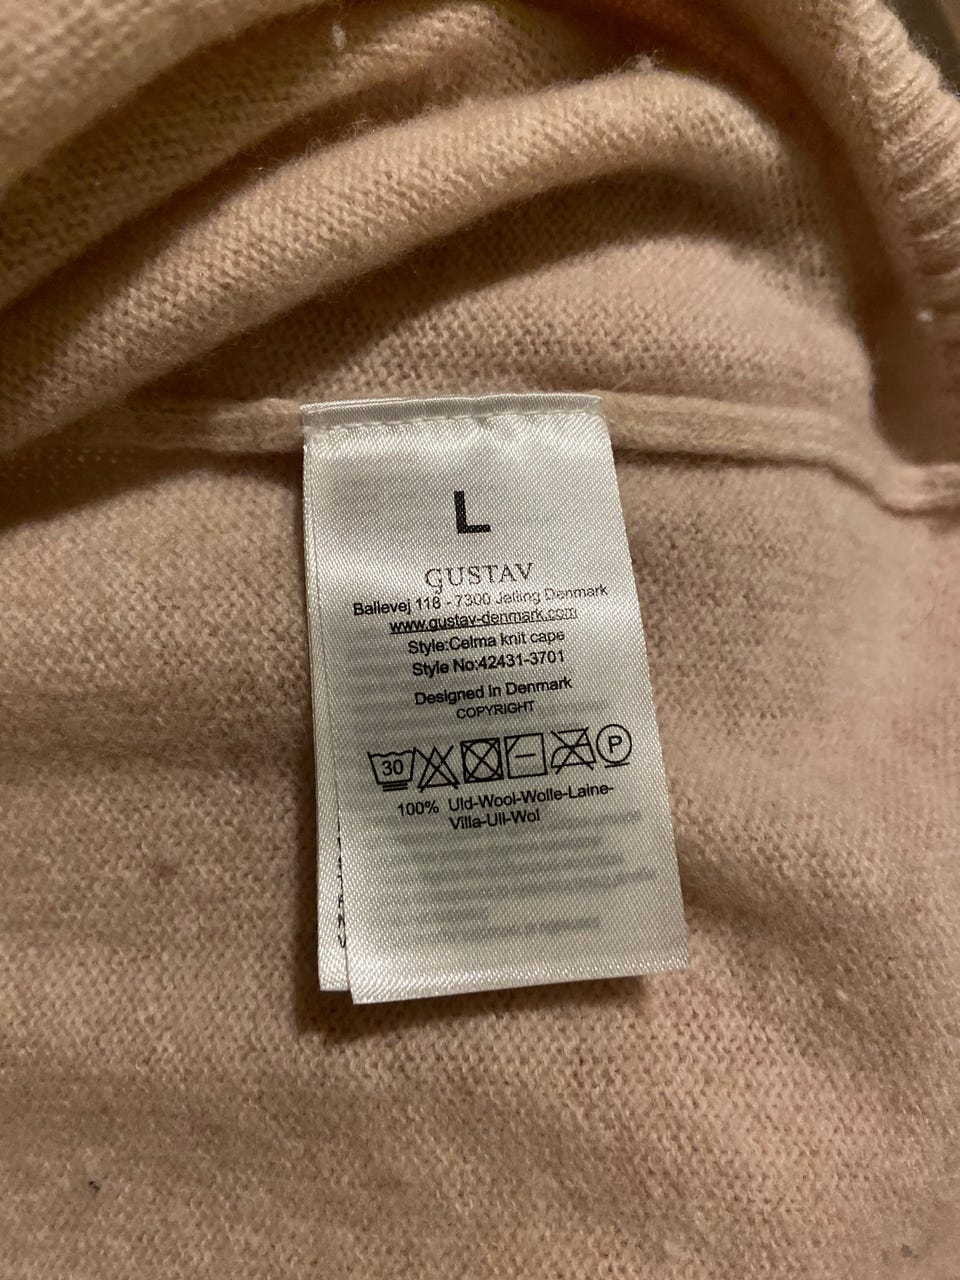 L
GUSTAV
Ballevej 118 - 7300 Jelling Denmark
www.gustav-denmark.com
Style:Celma knit cape
Style No:42431-3701
Designed In Denmark
COPYRIGHT
30 P
100% Uld-Wool-Wolle-Laine-
Villa-Ull-Wol